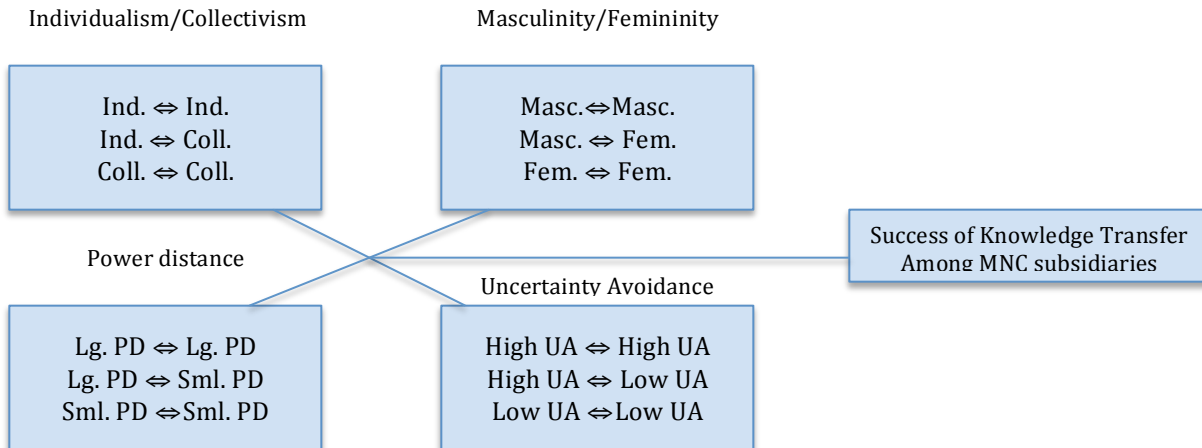 Individualism/Collectivism
Masculinity/Femininity
Ind. ⇔ Ind.
Ind. ⇔ Coll.
Coll. ⇔ Coll.
Masc.⇔Masc.
Masc. ⇔ Fem.
Fem. ⇔ Fem.
Power distance
Uncertainty Avoidance
Success of Knowledge Transfer
Among MNC subsidiaries
Lg. PD ⇔ Lg. PD
Lg. PD ⇔ Sml. PD
Sml. PD ⇔Sml. PD
High UA ⇔ High UA
High UA ⇔ Low UA
Low UA ⇔Low UA